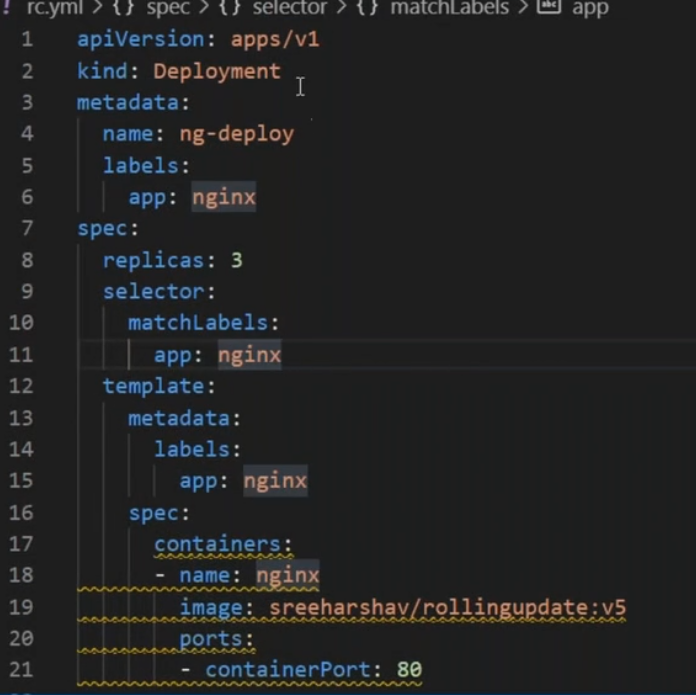 ! rc.yml > {} spec > {} selector > {} matchLabels > abc app
1 apiVersion: apps/v1
2 kind: Deployment
3 metadata:
4   name: ng-deploy
5   labels:
6     app: nginx
7 spec:
8   replicas: 3
9   selector:
10     matchLabels:
11       app: nginx
12   template:
13     metadata:
14       labels:
15         app: nginx
16     spec:
17       containers:
18       - name: nginx
19         image: sreeharshav/rollingupdate:v5
20         ports:
21         - containerPort: 80